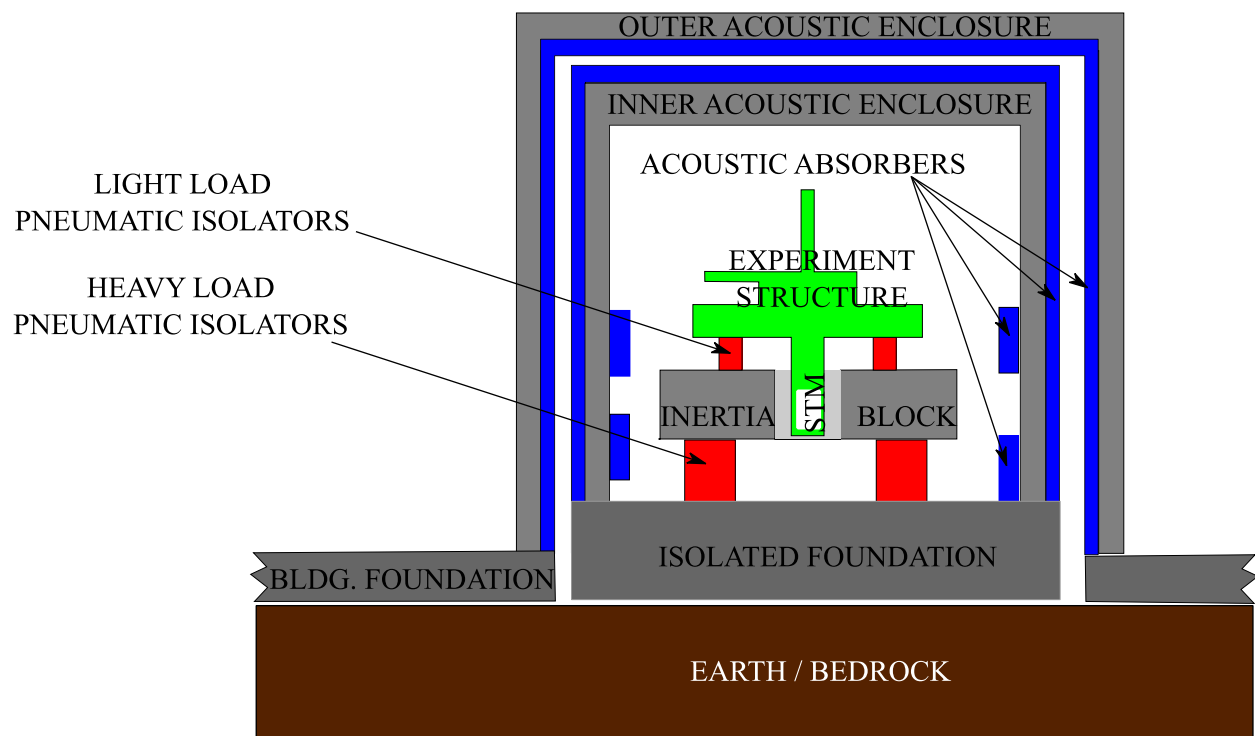 OUTER ACOUSTIC ENCLOSURE
INNER ACOUSTIC ENCLOSURE
ACOUSTIC ABSORBERS
LIGHT LOAD
PNEUMATIC ISOLATORS
HEAVY LOAD
PNEUMATIC ISOLATORS
EXPERIMENT
STRUCTURE
INERTIA
STM
BLOCK
ISOLATED FOUNDATION
BLDG. FOUNDATION
EARTH / BEDROCK